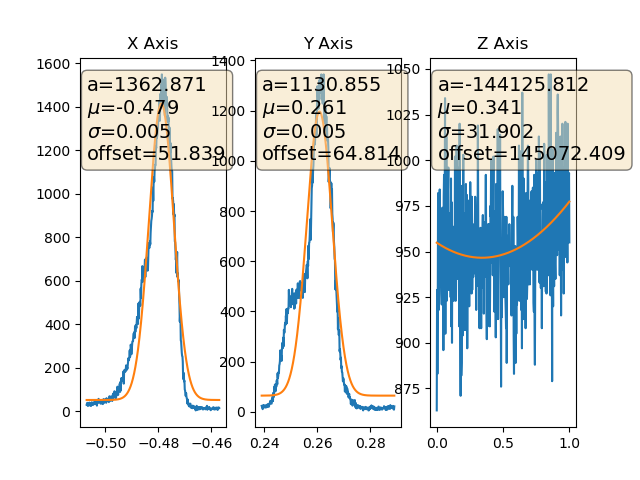 X Axis
a=1362.871
μ=-0.479
σ=0.005
offset=51.839
1600
1400
1200
1000
800
600
400
200
0
−0.50
−0.48
−0.46
Y Axis
a=1130.855
μ=0.261
σ=0.005
offset=64.814
1400
1200
1000
800
600
400
200
0
0.24
0.26
0.28
Z Axis
a=-144125.812
μ=0.341
σ=31.902
offset=145072.409
1050
1025
1000
975
950
925
900
875
0.0
0.5
1.0